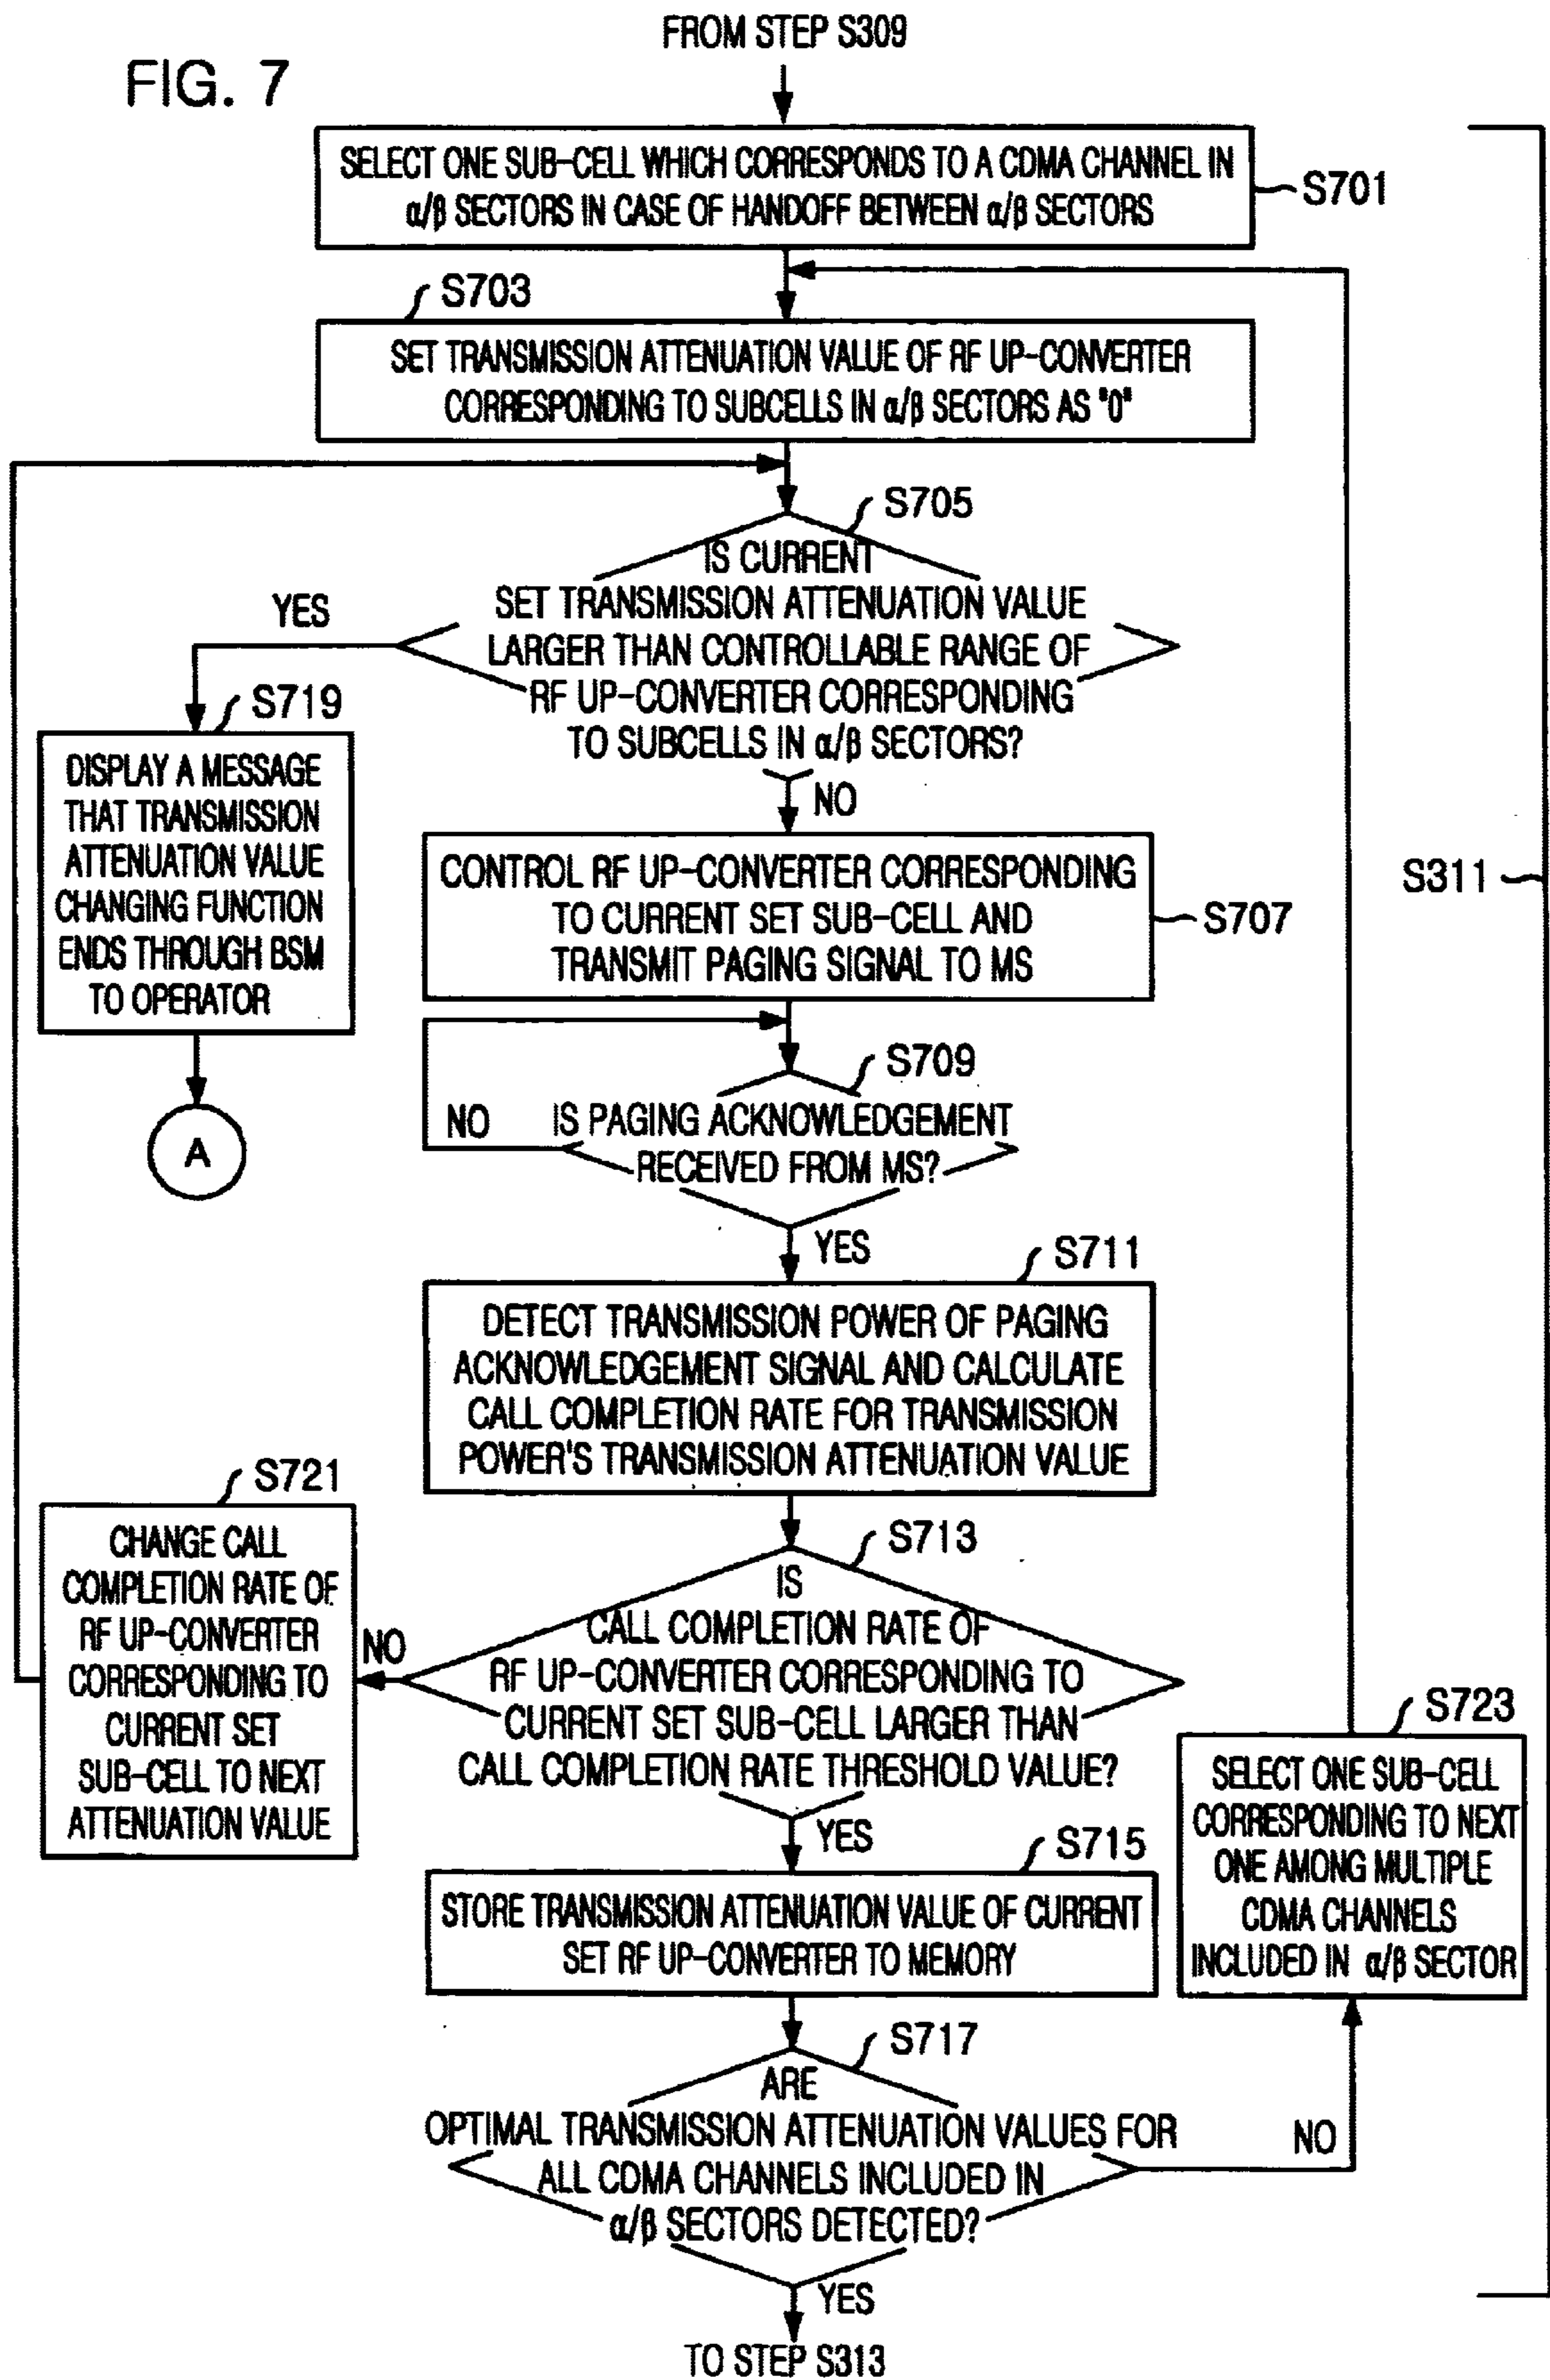 FROM STEP S309
FIG. 7
SELECT ONE SUB-CELL WHICH CORRESPONDS TO A CDMA CHANNEL IN
α/β SECTORS IN CASE OF HANDOFF BETWEEN α/β SECTORS
S701
S703
SET TRANSMISSION ATTENUATION VALUE OF RF UP-CONVERTER
CORRESPONDING TO SUBCELLS IN α/β SECTORS AS "0"
S705
IS CURRENT
SET TRANSMISSION ATTENUATION VALUE
LARGER THAN CONTROLLABLE RANGE OF
RF UP-CONVERTER CORRESPONDING
TO SUBCELLS IN α/β SECTORS?
YES
S719
DISPLAY A MESSAGE
THAT TRANSMISSION
ATTENUATION VALUE
CHANGING FUNCTION
ENDS THROUGH BSM
TO OPERATOR
A
NO
CONTROL RF UP-CONVERTER CORRESPONDING
TO CURRENT SET SUB-CELL AND
TRANSMIT PAGING SIGNAL TO MS
S707
S311
S709
IS PAGING ACKNOWLEDGEMENT
RECEIVED FROM MS?
NO
YES
S711
DETECT TRANSMISSION POWER OF PAGING
ACKNOWLEDGEMENT SIGNAL AND CALCULATE
CALL COMPLETION RATE FOR TRANSMISSION
POWER'S TRANSMISSION ATTENUATION VALUE
S713
IS
CALL COMPLETION RATE OF
RF UP-CONVERTER CORRESPONDING TO
CURRENT SET SUB-CELL LARGER THAN
CALL COMPLETION RATE THRESHOLD VALUE?
NO
S721
CHANGE CALL
COMPLETION RATE OF
RF UP-CONVERTER
CORRESPONDING TO
CURRENT SET
SUB-CELL TO NEXT
ATTENUATION VALUE
YES
S715
STORE TRANSMISSION ATTENUATION VALUE OF CURRENT
SET RF UP-CONVERTER TO MEMORY
S723
SELECT ONE SUB-CELL
CORRESPONDING TO NEXT
ONE AMONG MULTIPLE
CDMA CHANNELS
INCLUDED IN α/β SECTOR
S717
ARE
OPTIMAL TRANSMISSION ATTENUATION VALUES FOR
ALL CDMA CHANNELS INCLUDED IN
α/β SECTORS DETECTED?
NO
YES
TO STEP S313